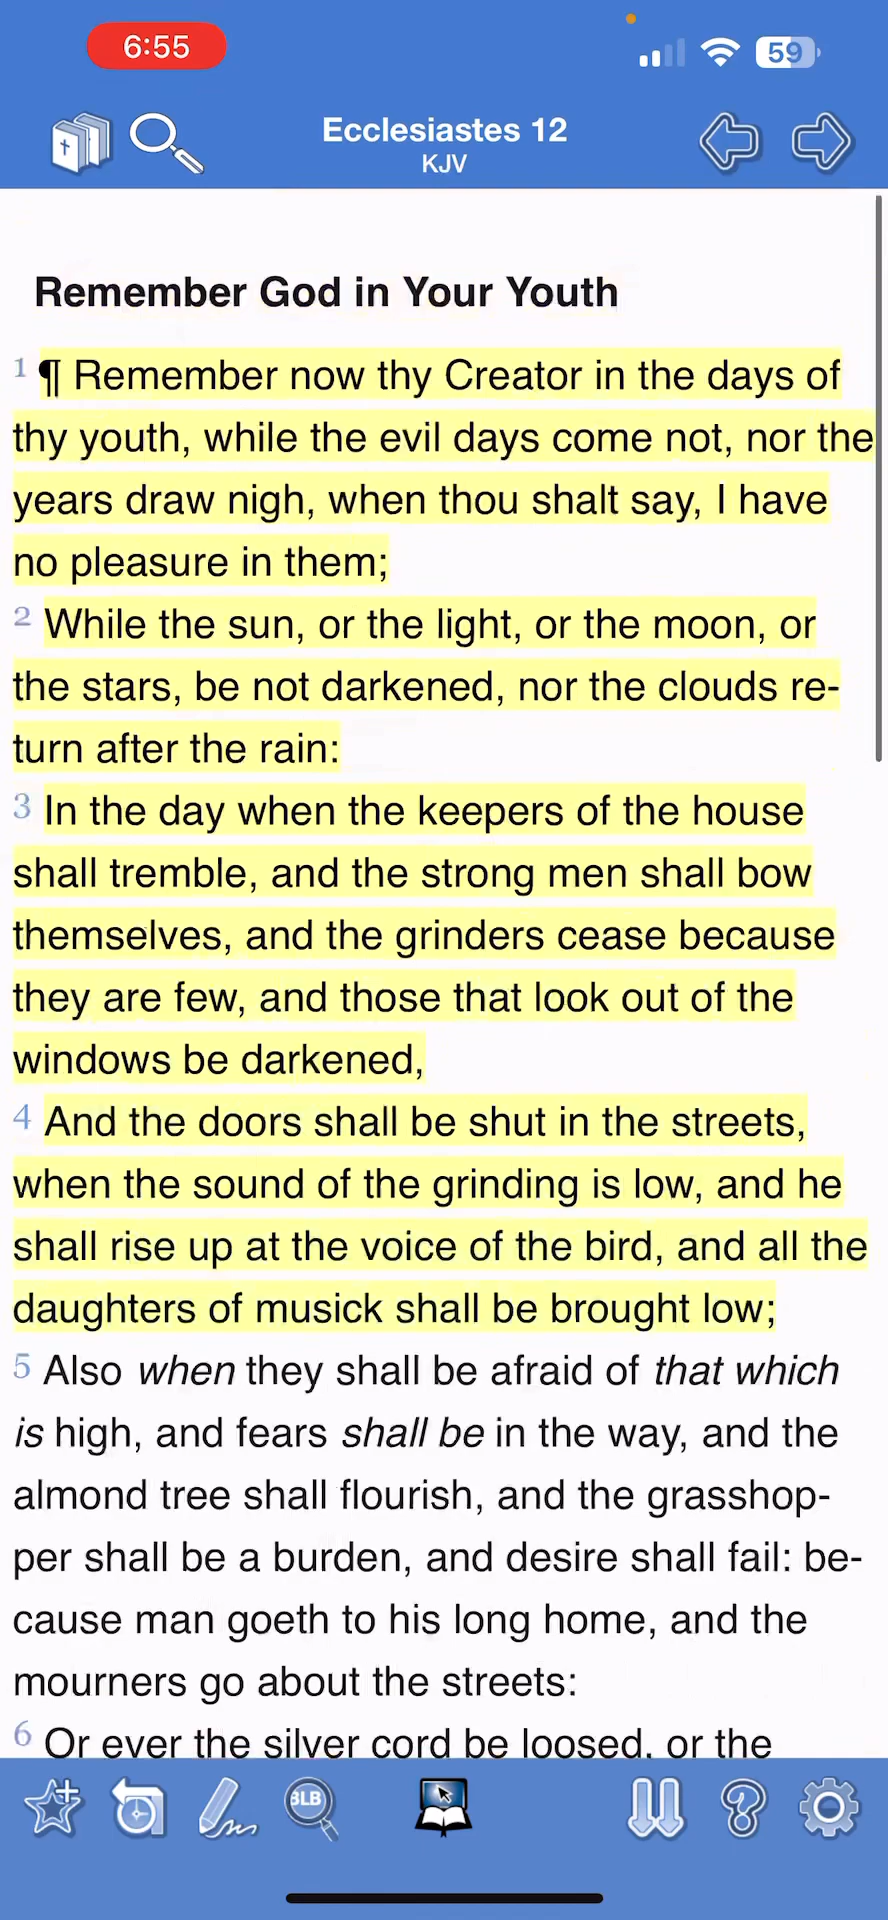 6:55
59
Ecclesiastes 12
KJV
Remember God in Your Youth
1 ¶ Remember now thy Creator in the days of
thy youth, while the evil days come not, nor the
years draw nigh, when thou shalt say, I have
no pleasure in them;
2 While the sun, or the light, or the moon, or
the stars, be not darkened, nor the clouds re-
turn after the rain:
3 In the day when the keepers of the house
shall tremble, and the strong men shall bow
themselves, and the grinders cease because
they are few, and those that look out of the
windows be darkened,
4 And the doors shall be shut in the streets,
when the sound of the grinding is low, and he
shall rise up at the voice of the bird, and all the
daughters of musick shall be brought low;
5 Also when they shall be afraid of that which
is high, and fears shall be in the way, and the
almond tree shall flourish, and the grasshop-
per shall be a burden, and desire shall fail: be-
cause man goeth to his long home, and the
mourners go about the streets:
6 Or ever the silver cord be loosed, or the
BLB